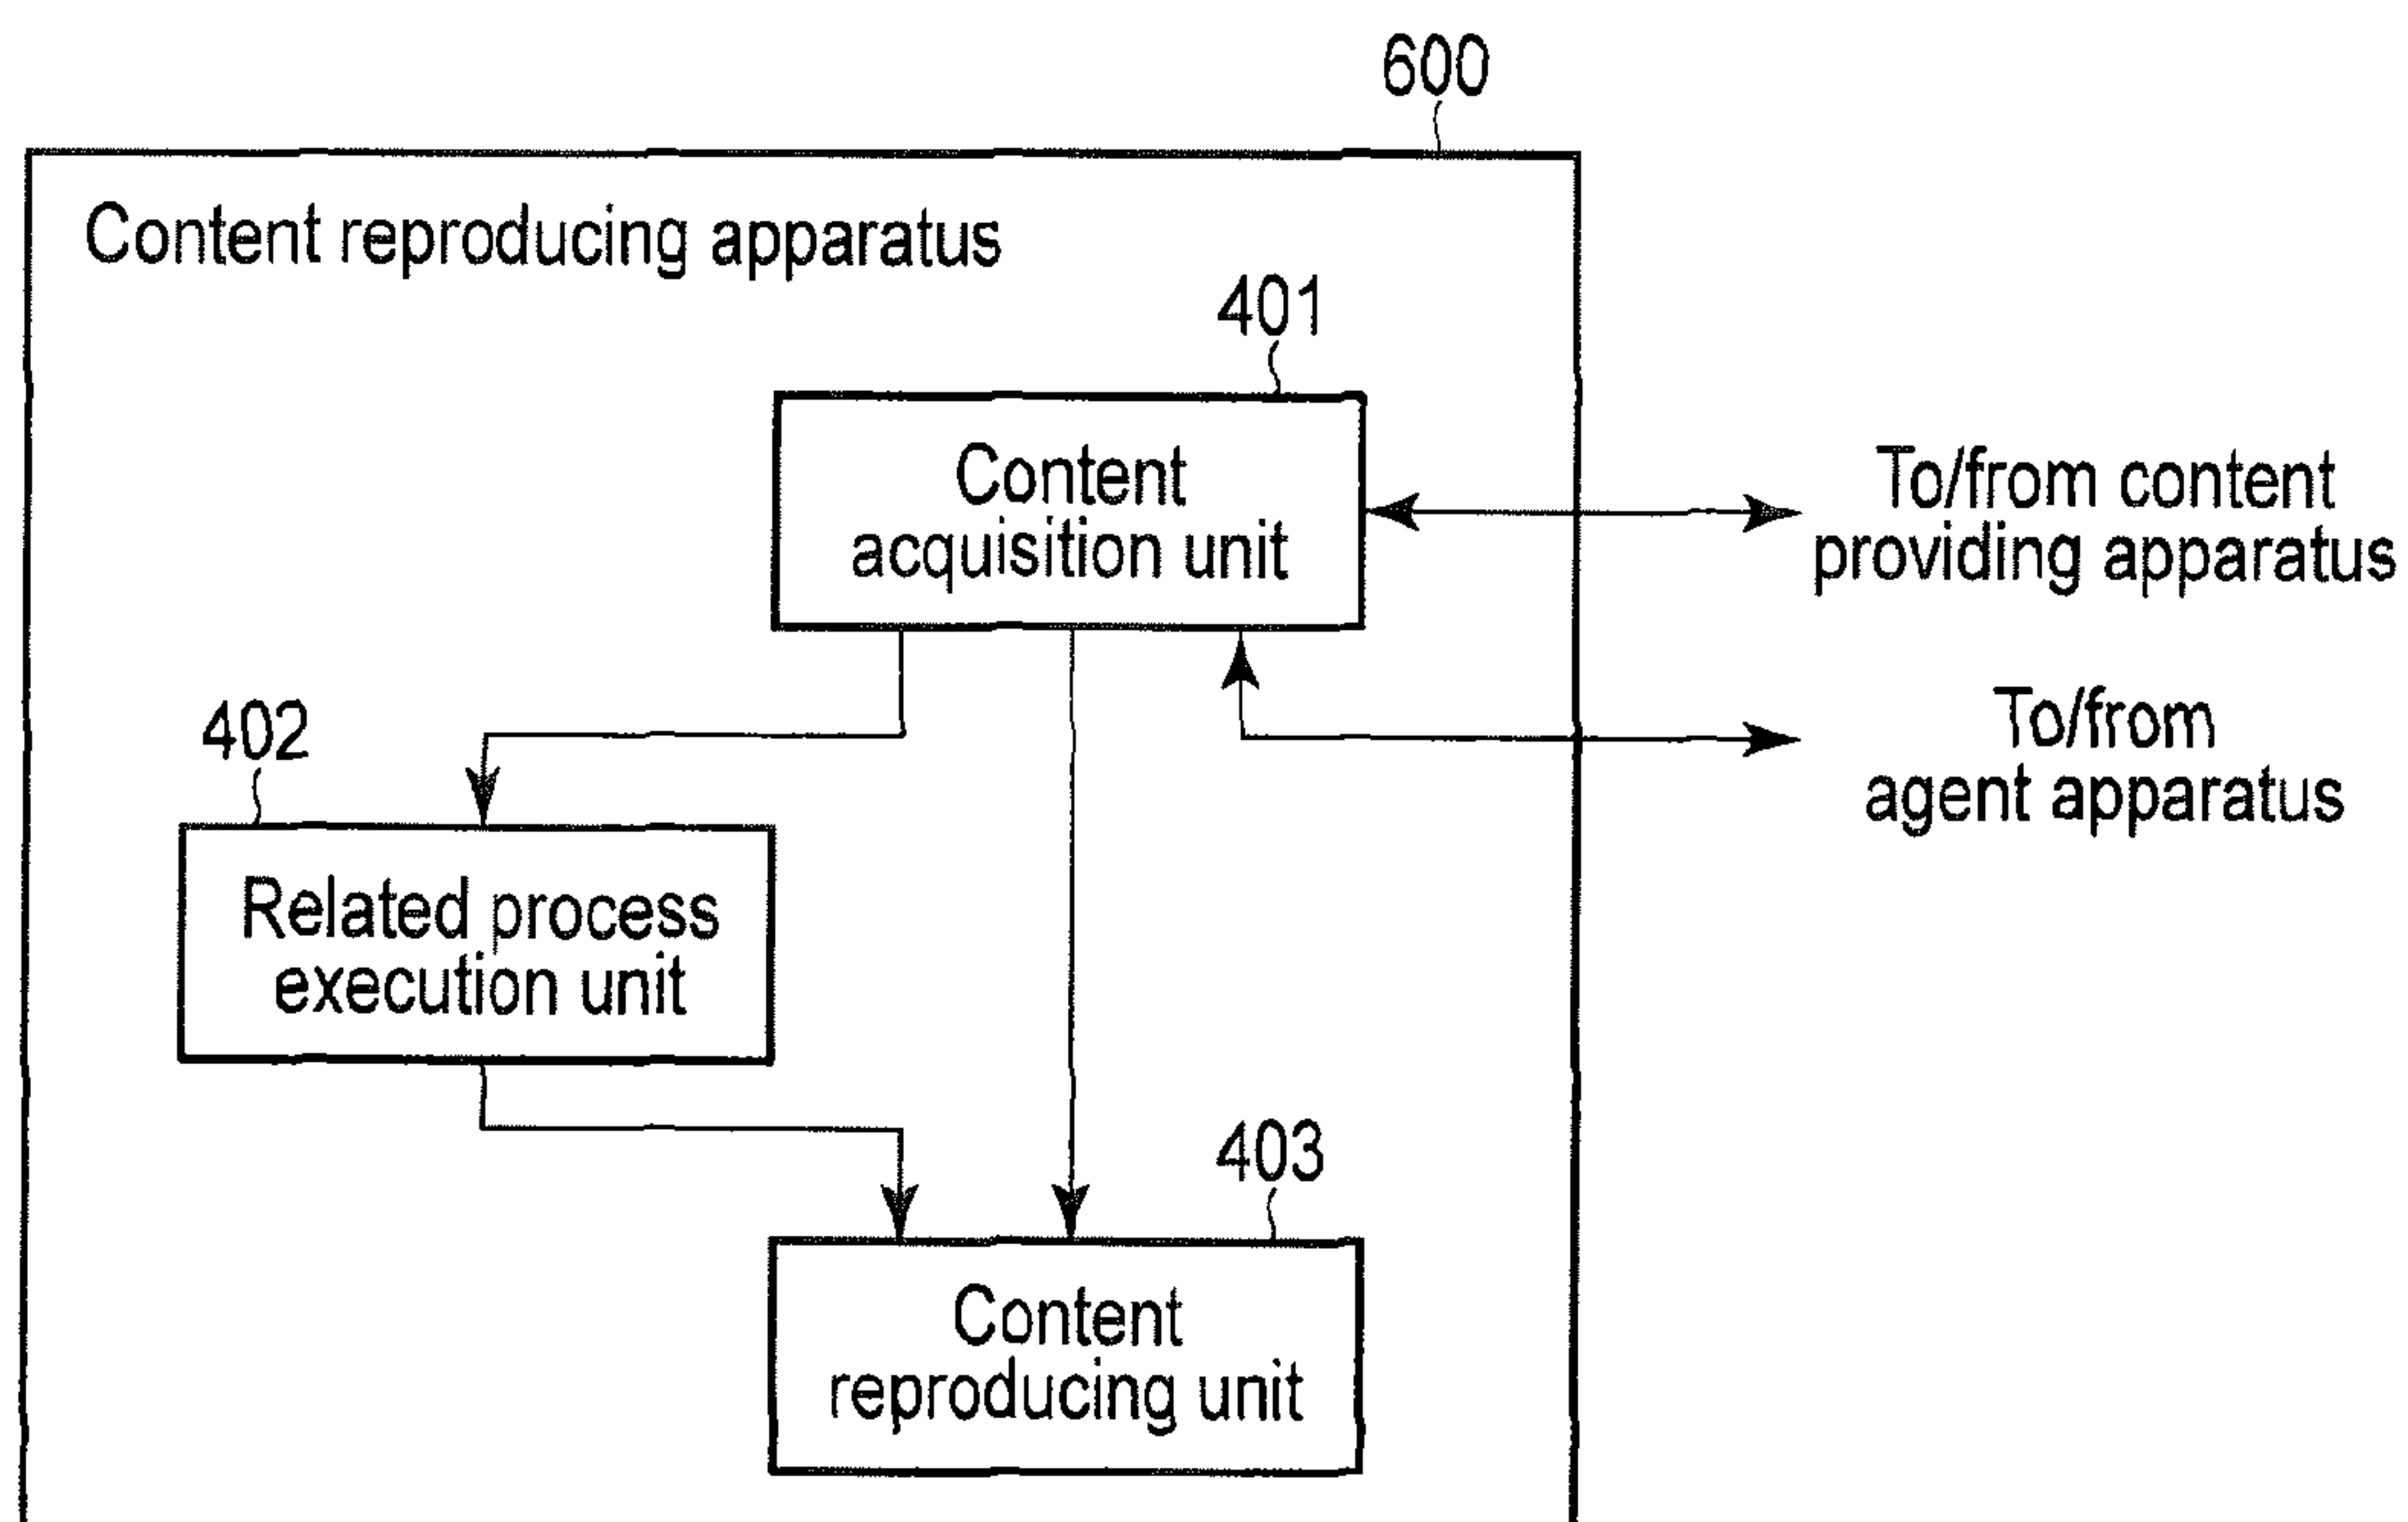 600
Content reproducing apparatus
401
Content
acquisition unit
To/from content
providing apparatus
To/from
agent apparatus
402
Related process
execution unit
403
Content
reproducing unit